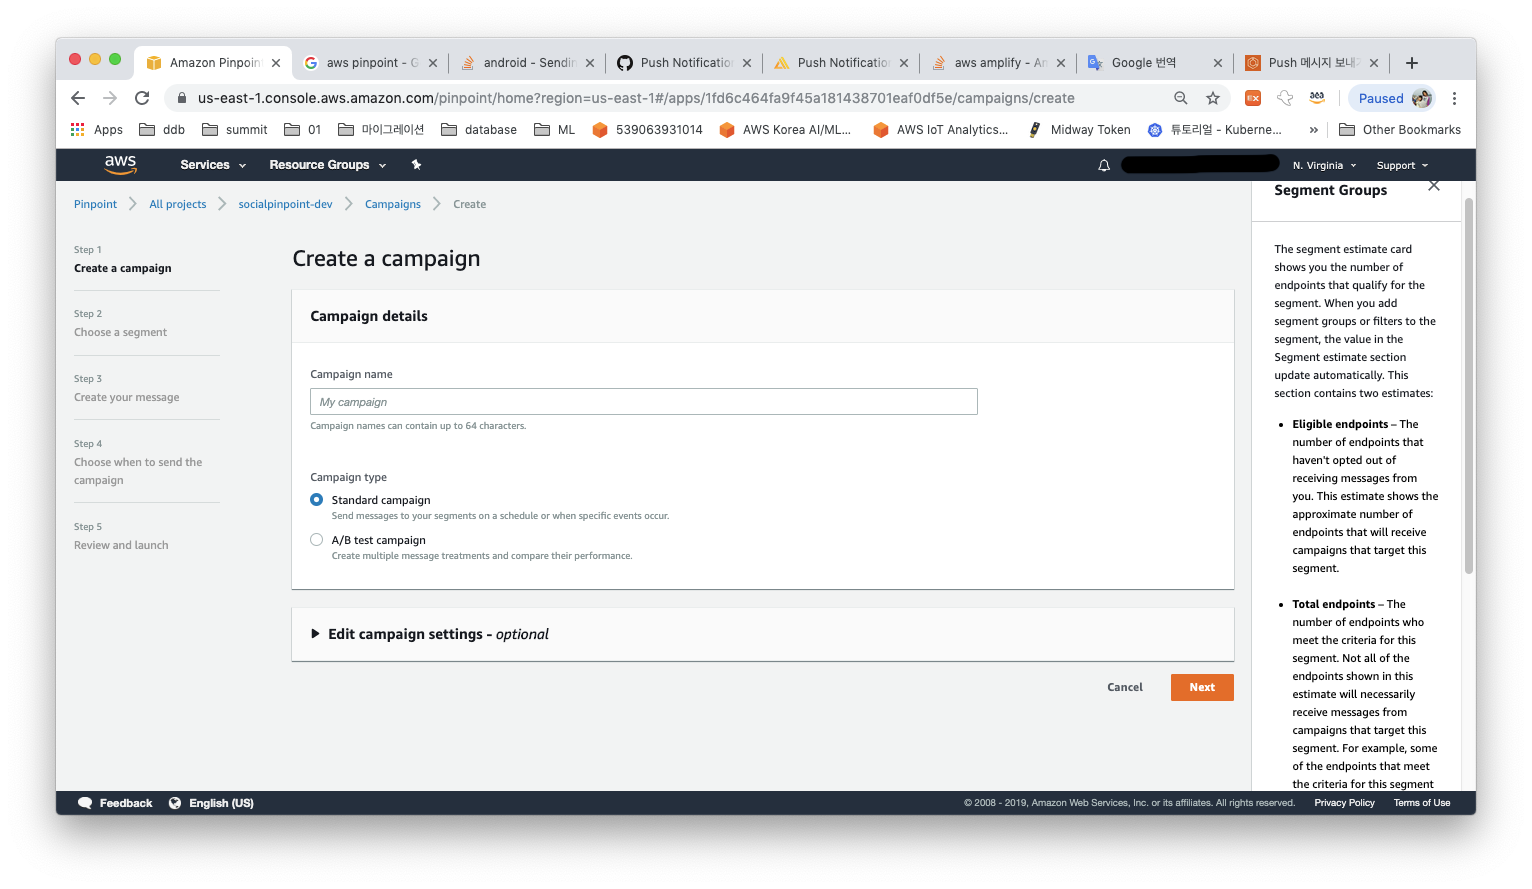 Amazon Pinpoint
aws pinpoint - G
android - Sendin
Push Notification
Push Notification
aws amplify - An
Google 번역
Push 메시지 보내기
us-east-1.console.aws.amazon.com/pinpoint/home?region=us-east-1#/apps/1fd6c464fa9f45a181438701eaf0df5e/campaigns/create
EX
Paused
Apps
ddb
summit
01
마이그레이션
database
ML
539063931014
AWS Korea AI/ML...
AWS IoT Analytics...
Midway Token
튜토리얼 - Kuberne...
»
Other Bookmarks
aws
Services
Resource Groups
N. Virginia
Support
Pinpoint
All projects
socialpinpoint-dev
Campaigns
Create
Step 1
Create a campaign
Step 2
Choose a segment
Step 3
Create your message
Step 4
Choose when to send the
campaign
Step 5
Review and launch
Create a campaign
Campaign details
Campaign name
My campaign
Campaign names can contain up to 64 characters.
Campaign type
Standard campaign
Send messages to your segments on a schedule or when specific events occur.
A/B test campaign
Create multiple message treatments and compare their performance.
Edit campaign settings - optional
Cancel
Next
Segment Groups
The segment estimate card
shows you the number of
endpoints that qualify for the
segment. When you add
segment groups or filters to the
segment, the value in the
Segment estimate section
update automatically. This
section contains two estimates:
• Eligible endpoints – The
number of endpoints that
haven't opted out of
receiving messages from
you. This estimate shows the
approximate number of
endpoints that will receive
campaigns that target this
segment.
• Total endpoints – The
number of endpoints who
meet the criteria for this
segment. Not all of the
endpoints shown in this
estimate will necessarily
receive messages from
campaigns that target this
segment. For example, some
of the endpoints that meet
the criteria for this segment
Feedback
English (US)
© 2008 - 2019, Amazon Web Services, Inc. or its affiliates. All rights reserved.
Privacy Policy
Terms of Use